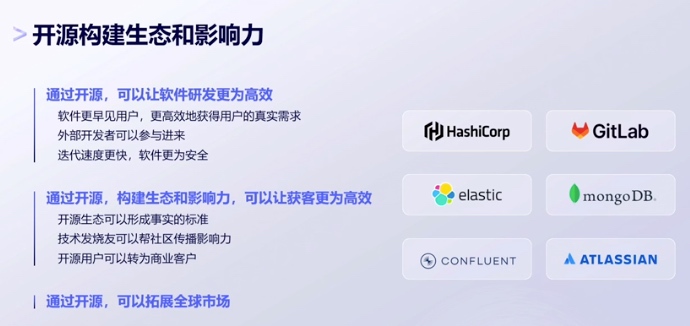 > 开源构建生态和影响力
通过开源，可以让软件研发更为高效
软件更早见用户，更高效地获得用户的真实需求
外部开发者可以参与进来
迭代速度更快，软件更为安全
通过开源，构建生态和影响力，可以让获客更为高效
开源生态可以形成事实的标准
技术发烧友可以帮社区传播影响力
开源用户可以转为商业客户
通过开源，可以拓展全球市场
HashiCorp
GitLab
elastic
mongoDB.
CONFLUENT
ATLASSIAN